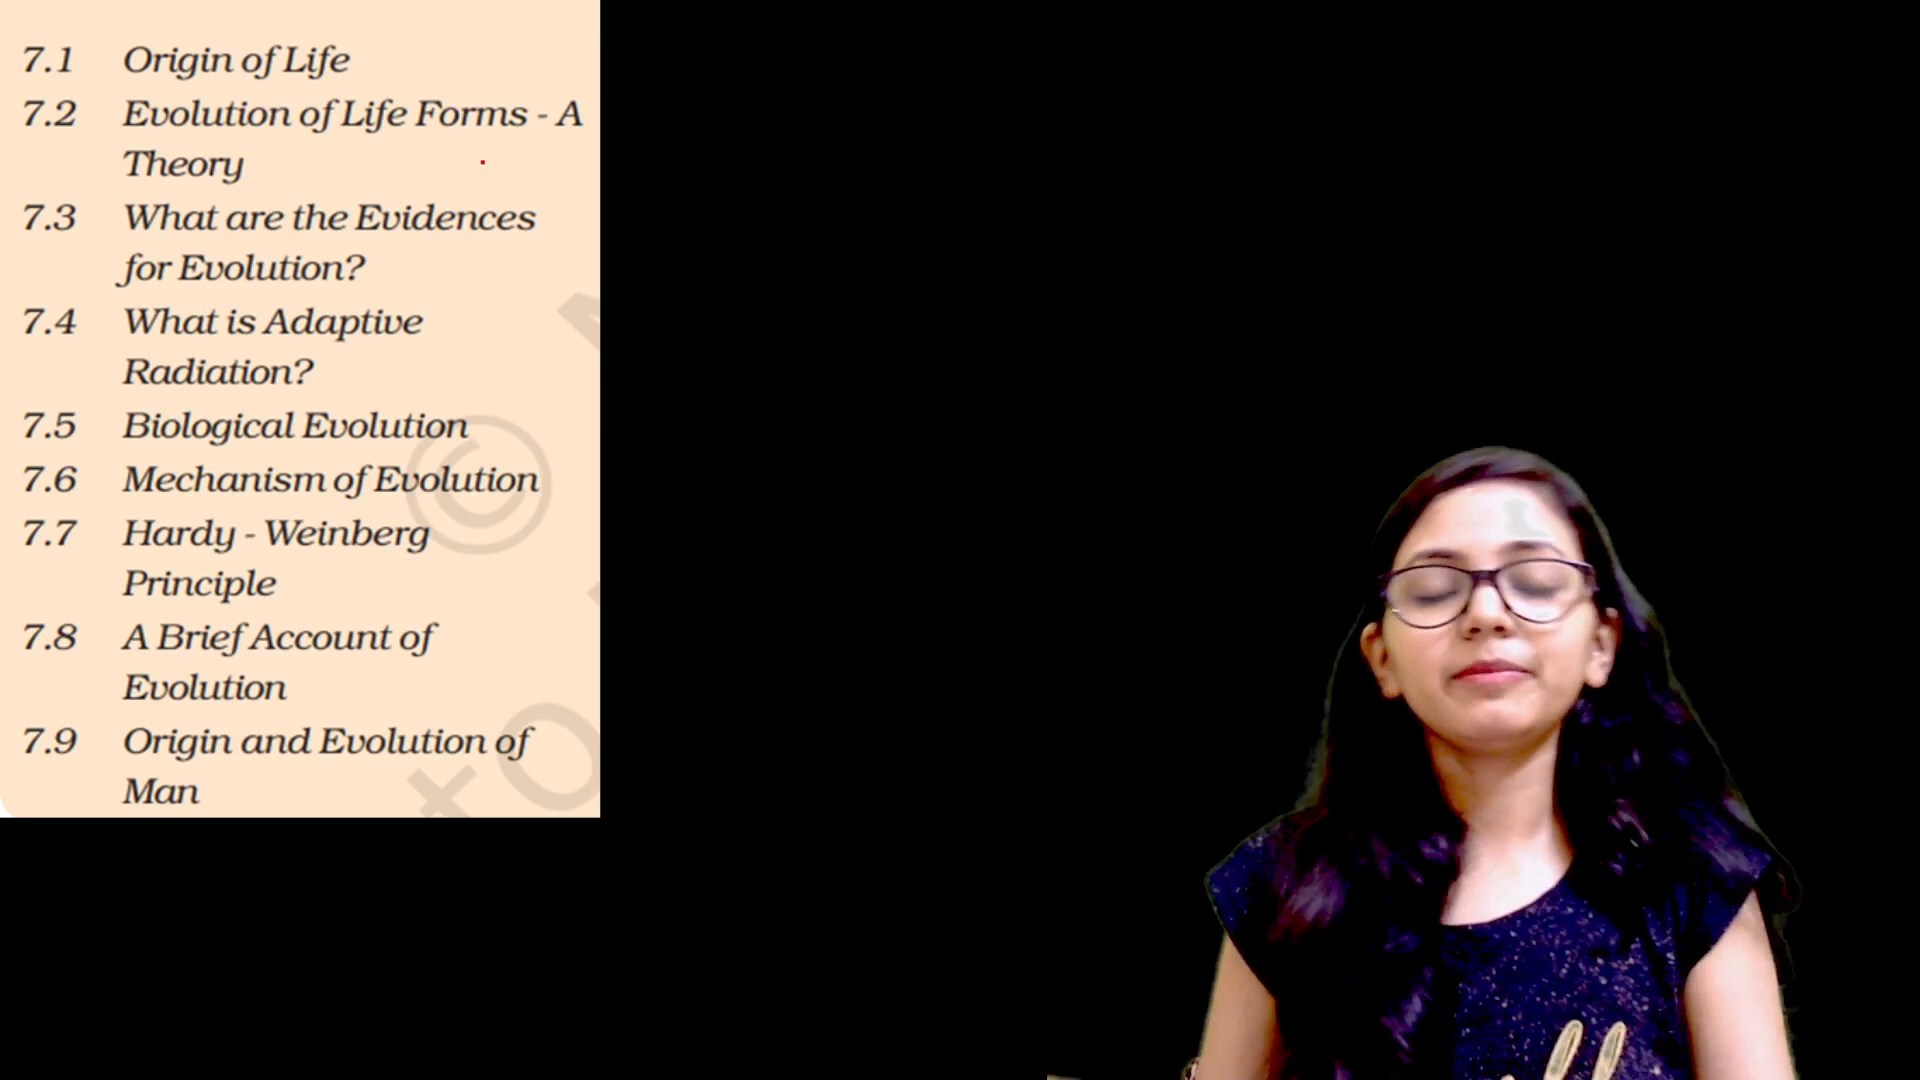 7.1 Origin of Life
7.2 Evolution of Life Forms - A
Theory
7.3 What are the Evidences
for Evolution?
7.4 What is Adaptive
Radiation?
7.5 Biological Evolution
7.6 Mechanism of Evolution
7.7 Hardy - Weinberg
Principle
7.8 A Brief Account of
Evolution
7.9 Origin and Evolution of
Man
©
to